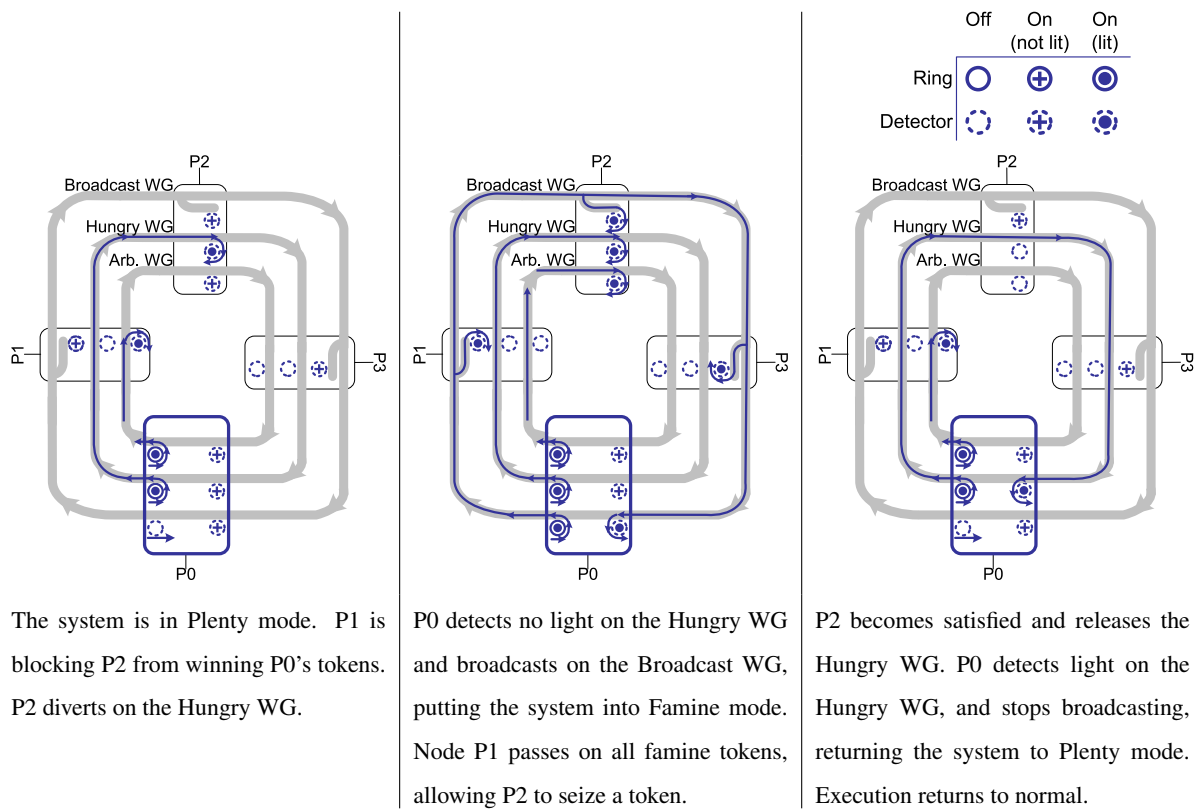 P2
Broadcast WG
Hungry WG
Arb. WG
P1
P3
P0
The system is in Plenty mode. P1 is
blocking P2 from winning P0's tokens.
P2 diverts on the Hungry WG.
P2
Broadcast WG
Hungry WG
Arb. WG
P1
P3
P0
P0 detects no light on the Hungry WG
and broadcasts on the Broadcast WG,
putting the system into Famine mode.
Node P1 passes on all famine tokens,
allowing P2 to seize a token.
Off On On
(not lit) (lit)
Ring
Detector
P2
Broadcast WG
Hungry WG
Arb. WG
P1
P3
P0
P2 becomes satisfied and releases the
Hungry WG. P0 detects light on the
Hungry WG, and stops broadcasting,
returning the system to Plenty mode.
Execution returns to normal.